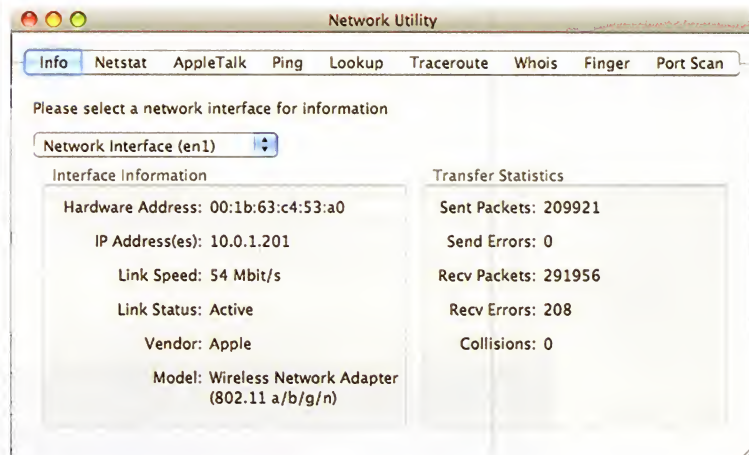 Network Utility
Info Netstat AppleTalk Ping Lookup Traceroute Whois Finger Port Scan
Please select a network interface for information
Network Interface (en1)
Interface Information
Hardware Address: 00:1b:63:c4:53:a0
IP Address(es): 10.0.1.201
Link Speed: 54 Mbit/s
Link Status: Active
Vendor: Apple
Model: Wireless Network Adapter
(802.11 a/b/g/n)
Transfer Statistics
Sent Packets: 209921
Send Errors: 0
Recv Packets: 291956
Recv Errors: 208
Collisions: 0